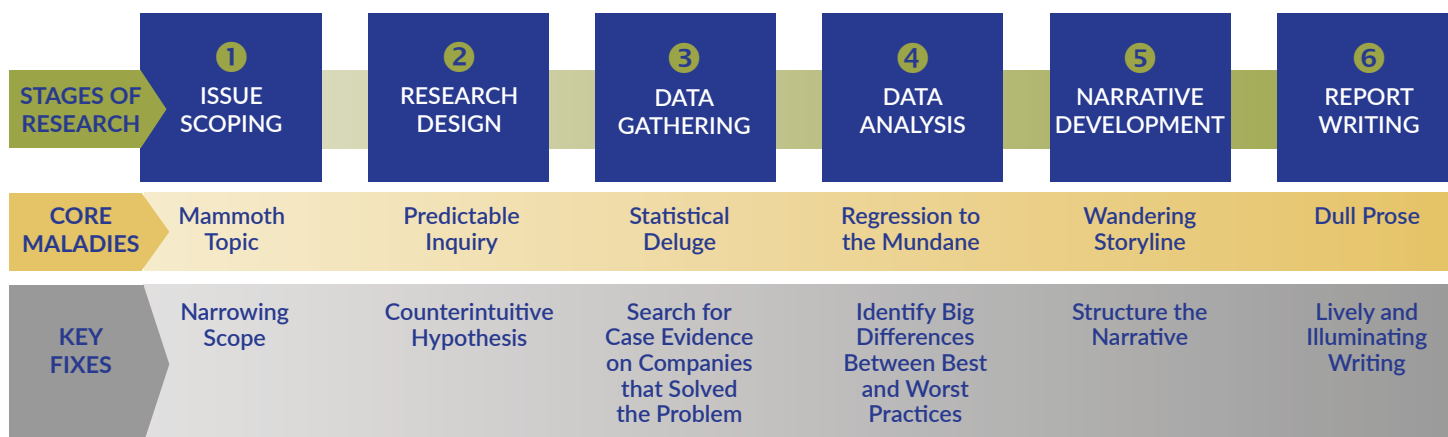 STAGES OF
RESEARCH
1
ISSUE
SCOPING
2
RESEARCH
DESIGN
3
DATA
GATHERING
4
DATA
ANALYSIS
5
NARRATIVE
DEVELOPMENT
6
REPORT
WRITING
CORE
MALADIES
Mammoth
Topic
Predictable
Inquiry
Statistical
Deluge
Regression to
the Mundane
Wandering
Storyline
Dull Prose
KEY
FIXES
Narrowing
Scope
Counterintuitive
Hypothesis
Search for
Case Evidence
on Companies
that Solved
the Problem
Identify Big
Differences
Between Best
and Worst
Practices
Structure the
Narrative
Lively and
Illuminating
Writing